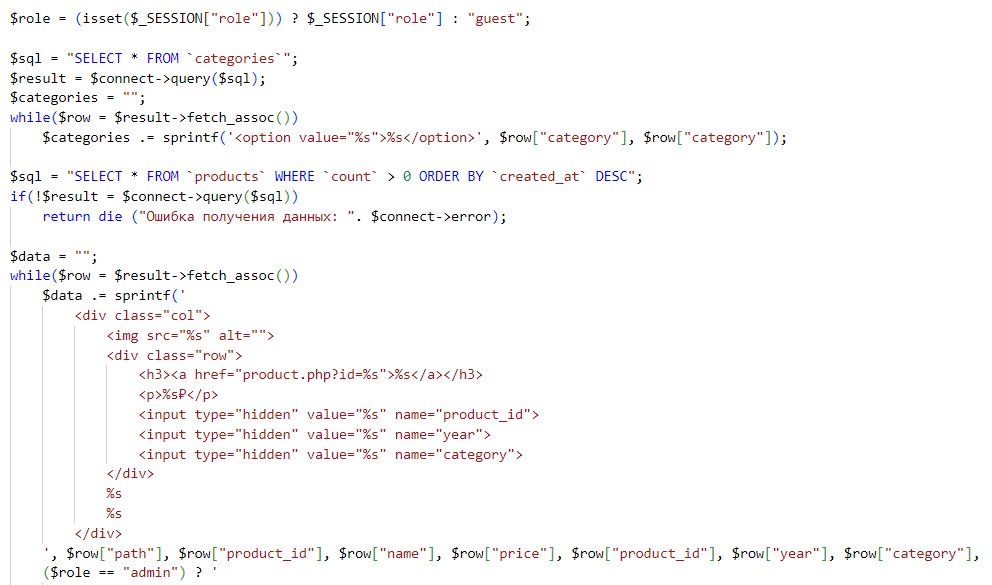 $role = (isset($_SESSION["role"])) ? $_SESSION["role"] : "guest";
$sql = "SELECT * FROM `categories`";
$result = $connect->query($sql);
$categories = "";
while($row = $result->fetch_assoc())
$categories .= sprintf('<option value="%s">%s</option>', $row["category"], $row["category"]);
$sql = "SELECT * FROM `products` WHERE `count` > 0 ORDER BY `created_at` DESC";
if(!$result = $connect->query($sql))
return die ("Ошибка получения данных: ". $connect->error);
$data = "";
while($row = $result->fetch_assoc())
$data .= sprintf('
<div class="col">
<img src="%s" alt="">
<div class="row">
<h3><a href="product.php?id=%s">%s</a></h3>
<p>%s₽</p>
<input type="hidden" value="%s" name="product_id">
<input type="hidden" value="%s" name="year">
<input type="hidden" value="%s" name="category">
</div>
%s
%s
</div>
', $row["path"], $row["product_id"], $row["name"], $row["price"], $row["product_id"], $row["year"], $row["category"],
($role == "admin") ? '